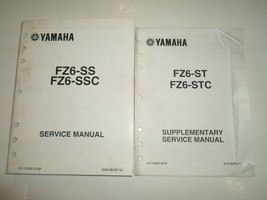 YAMAHA
FZ6-SS
FZ6-SSC
SERVICE MANUAL
YAMAHA
FZ6-ST
FZ6-STC
SUPPLEMENTARY
SERVICE MANUAL